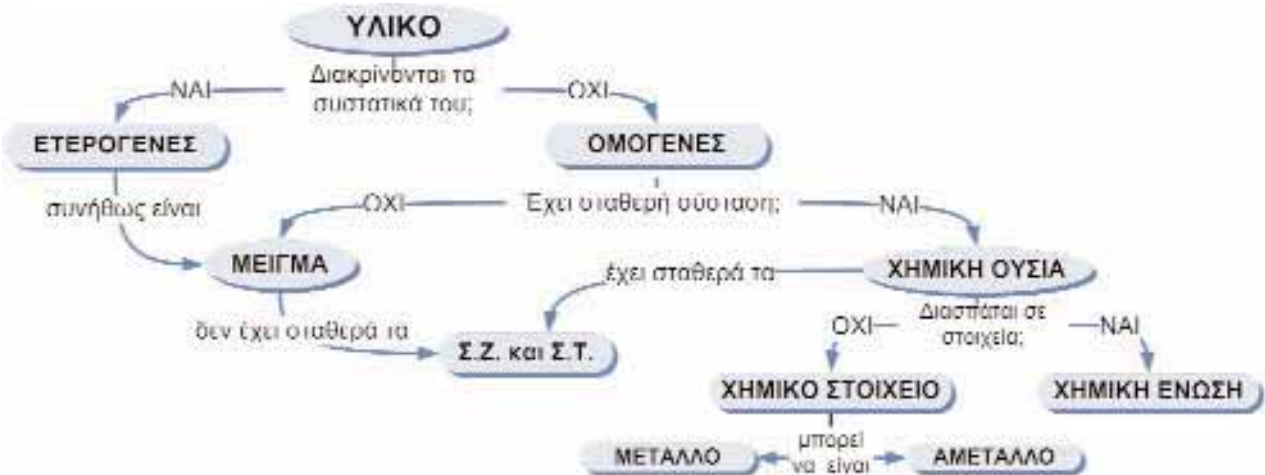 ΥΛΙΚΟ
Διακρίνονται τα
συστατικά του;
ΝΑΙ
ΟΧΙ
ΕΤΕΡΟΓΕΝΕΣ
ΟΜΟΓΕΝΕΣ
συνήθως είναι
ΟΧΙ
Έχει σταθερή σύσταση;
ΝΑΙ
ΜΕΙΓΜΑ
έχει σταθερά τα
ΧΗΜΙΚΗ ΟΥΣΙΑ
δεν έχει σταθερά τα
Σ.Ζ. και Σ.Τ.
ΟΧΙ
Διασπάται σε
στοιχεία;
ΝΑΙ
ΧΗΜΙΚΟ ΣΤΟΙΧΕΙΟ
ΧΗΜΙΚΗ ΕΝΩΣΗ
ΜΕΤΑΛΛΟ
μπορεί
να είναι
ΑΜΕΤΑΛΛΟ